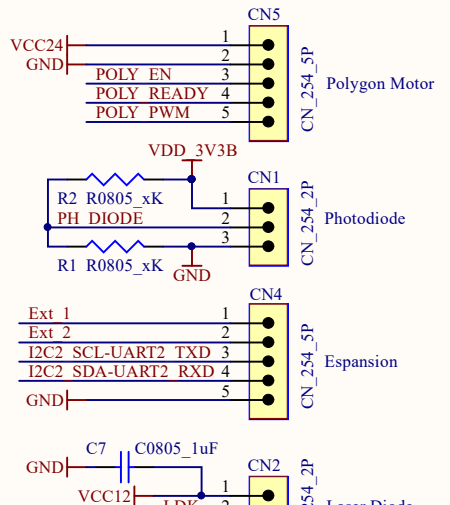 CN5
VCC24 1
GND 2
POLY_EN 3
POLY_READY 4
POLY_PWM 5
CN_254_5P
Polygon Motor
VDD_3V3B
CN1
R2 R0805_xK
1
PH_DIODE 2
3
R1 R0805_xK
GND
CN_254_2P
Photodiode
CN4
Ext_1 1
Ext_2 2
I2C2_SCL-UART2_TXD 3
I2C2_SDA-UART2_RXD 4
GND 5
CN_254_5P
Espansion
C7 C0805_1uF
CN2
GND
1
VCC12
254_2P